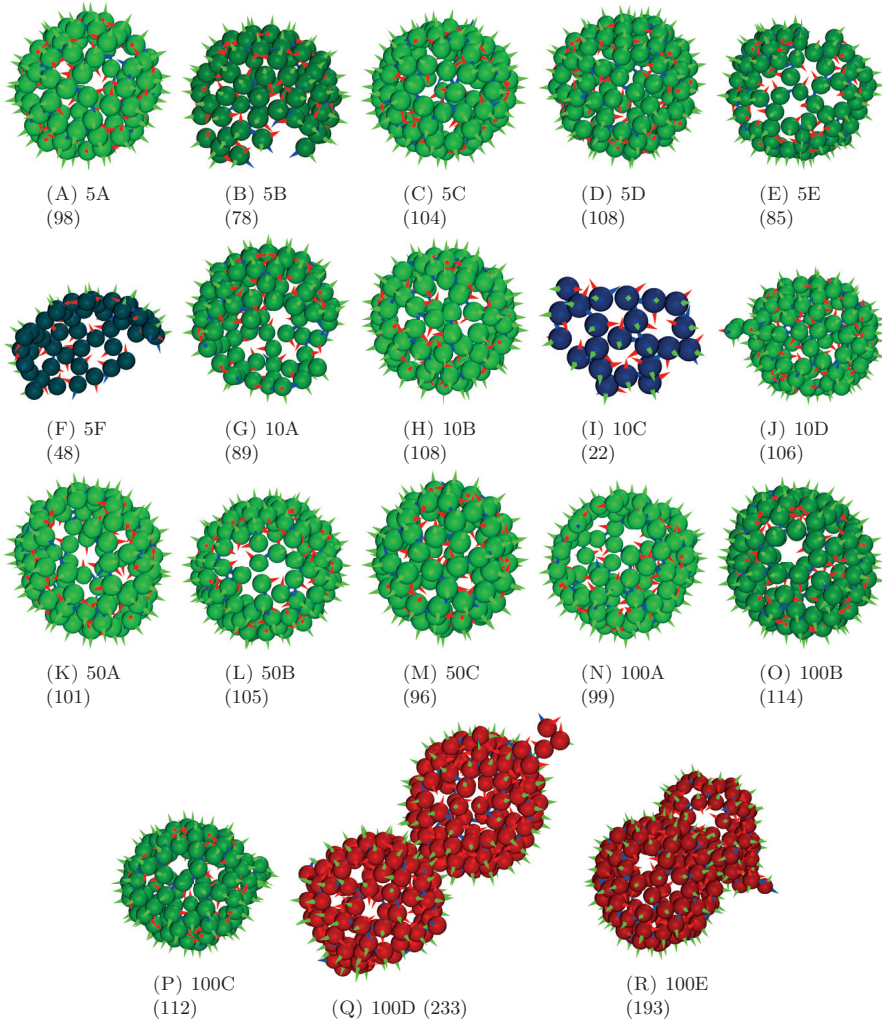 (A) 5A
(98)
(B) 5B
(78)
(C) 5C
(104)
(D) 5D
(108)
(E) 5E
(85)
(F) 5F
(48)
(G) 10A
(89)
(H) 10B
(108)
(I) 10C
(22)
(J) 10D
(106)
(K) 50A
(101)
(L) 50B
(105)
(M) 50C
(96)
(N) 100A
(99)
(O) 100B
(114)
(P) 100C
(112)
(Q) 100D (233)
(R) 100E
(193)